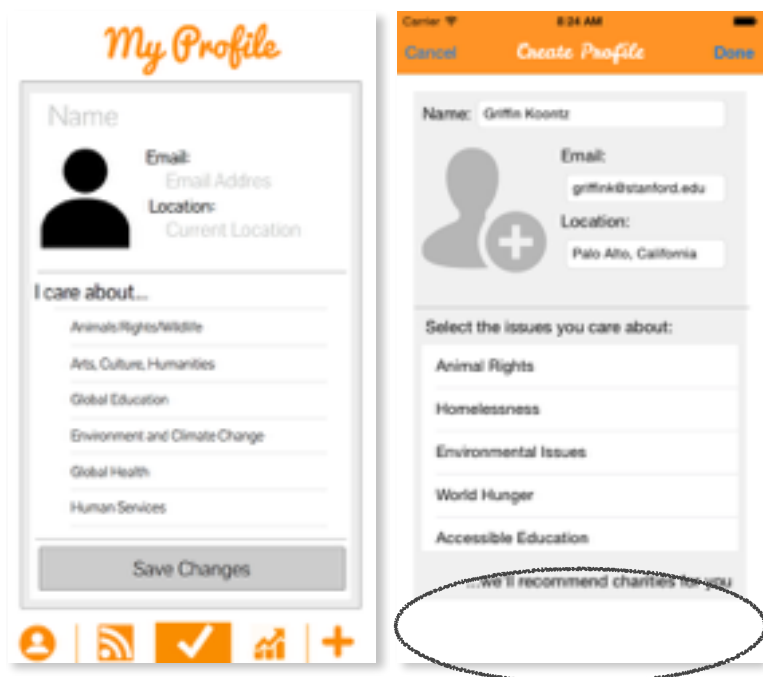 My Profile
Name
Email:
Email Addres
Location:
Current Location
I care about...
Animals/Rights/Wildlife
Arts, Culture, Humanities
Global Education
Environment and Climate Change
Global Health
Human Services
Save Changes
Carrier 8:24 AM
Cancel Create Profile Done
Name: Griffin Koontz
Email:
griffink@stanford.edu
Location:
Palo Alto, California
Select the issues you care about:
Animal Rights
Homelessness
Environmental Issues
World Hunger
Accessible Education
...we'll recommend charities for you